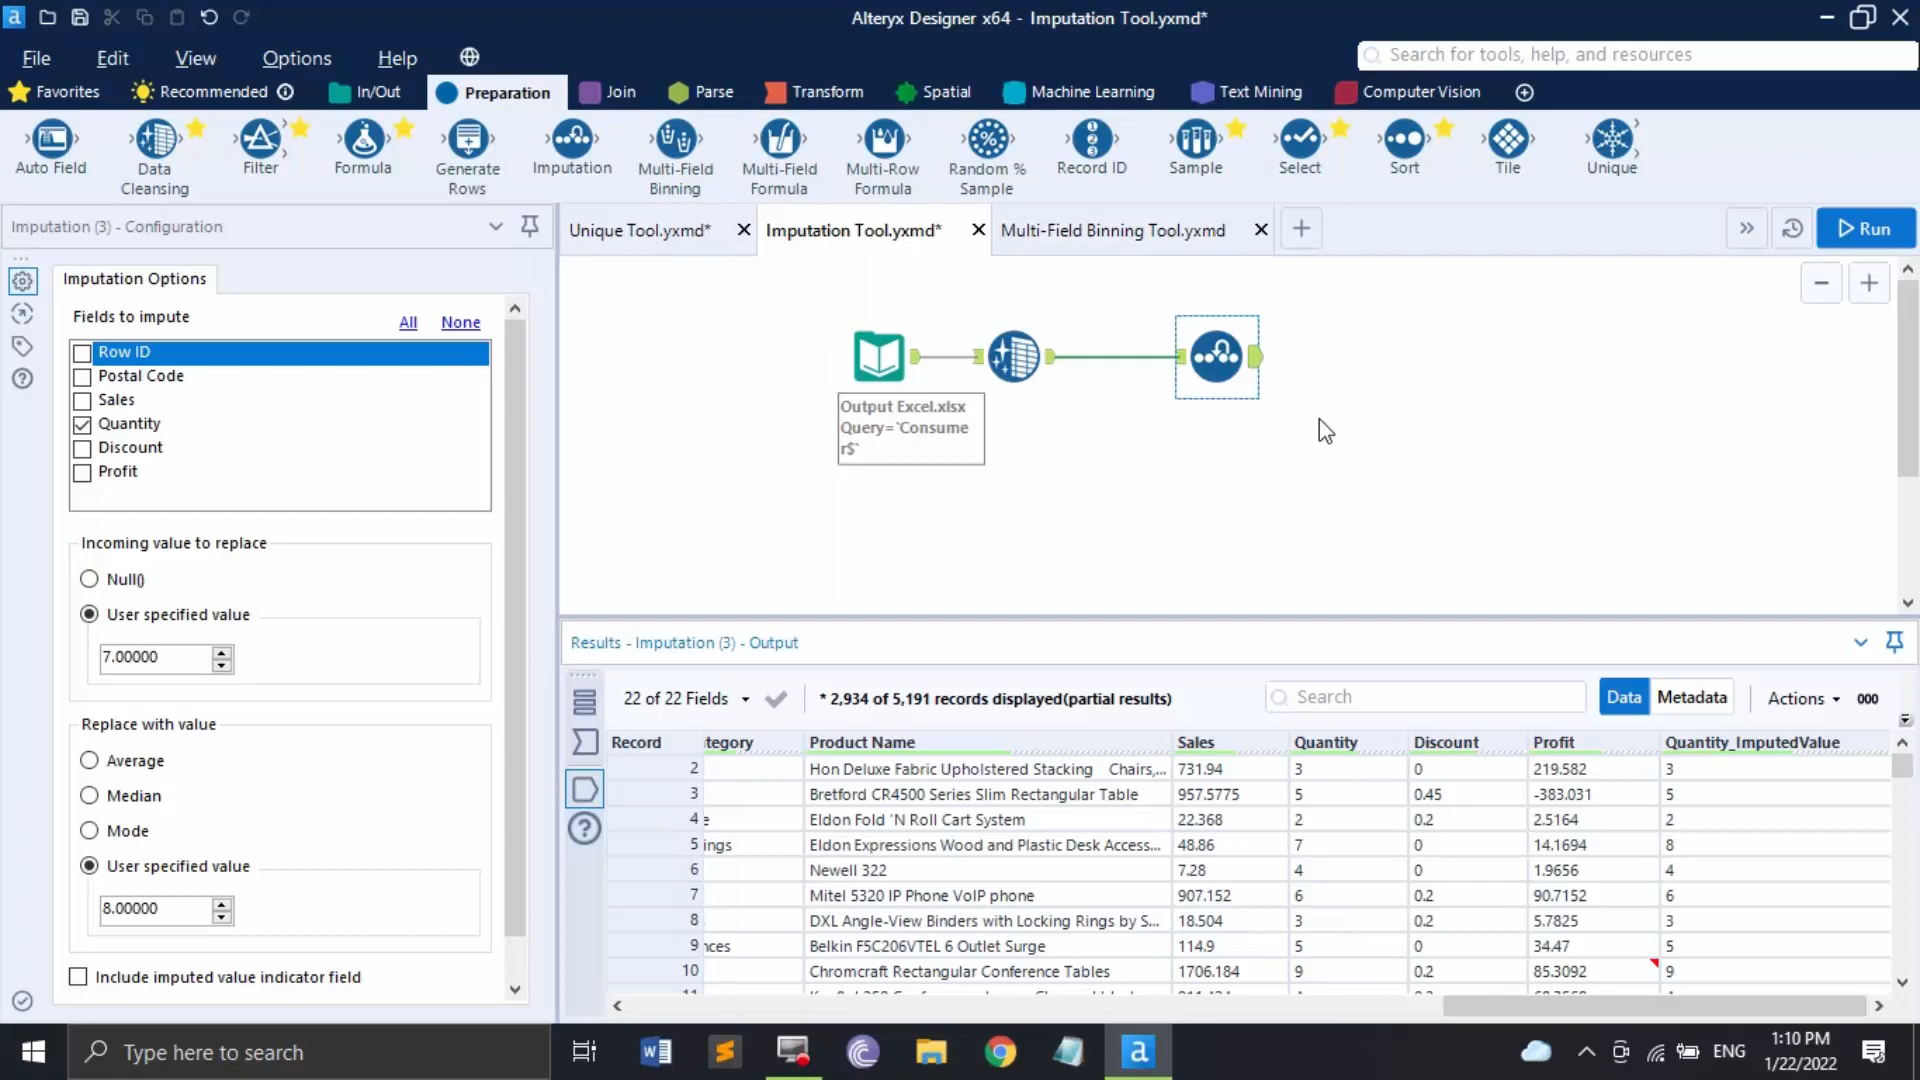 Alteryx Designer x64 - Imputation Tool.yxmd*
File Edit View Options Help
Search for tools, help, and resources
Favorites Recommended In/Out Preparation Join Parse Transform Spatial Machine Learning Text Mining Computer Vision
Auto Field Data Cleansing Filter Formula Generate Rows Imputation Multi-Field Binning Multi-Field Formula Multi-Row Formula Random % Sample Record ID Sample Select Sort Tile Unique
Imputation (3) - Configuration
Unique Tool.yxmd* Imputation Tool.yxmd* Multi-Field Binning Tool.yxmd
Run
Imputation Options
Fields to impute
All None
Row ID
Postal Code
Sales
Quantity
Discount
Profit
Incoming value to replace
Null()
User specified value
7.00000
Replace with value
Average
Median
Mode
User specified value
8.00000
Include imputed value indicator field
Output Excel.xlsx
Query=`Consume
r$`
Results - Imputation (3) - Output
22 of 22 Fields * 2,934 of 5,191 records displayed(partial results) Search Data Metadata Actions 000
Record tegory Product Name Sales Quantity Discount Profit Quantity_ImputedValue
2 Hon Deluxe Fabric Upholstered Stacking Chairs,... 731.94 3 0 219.582 3
3 Bretford CR4500 Series Slim Rectangular Table 957.5775 5 0.45 -383.031 5
4 e Eldon Fold 'N Roll Cart System 22.368 2 0.2 2.5164 2
5 ings Eldon Expressions Wood and Plastic Desk Access... 48.86 7 0 14.1694 8
6 Newell 322 7.28 4 0 1.9656 4
7 Mitel 5320 IP Phone VoIP phone 907.152 6 0.2 90.7152 6
8 DXL Angle-View Binders with Locking Rings by S... 18.504 3 0.2 5.7825 3
9 nces Belkin F5C206VTEL 6 Outlet Surge 114.9 5 0 34.47 5
10 Chromcraft Rectangular Conference Tables 1706.184 9 0.2 85.3092 9
Type here to search
ENG
1:10 PM
1/22/2022